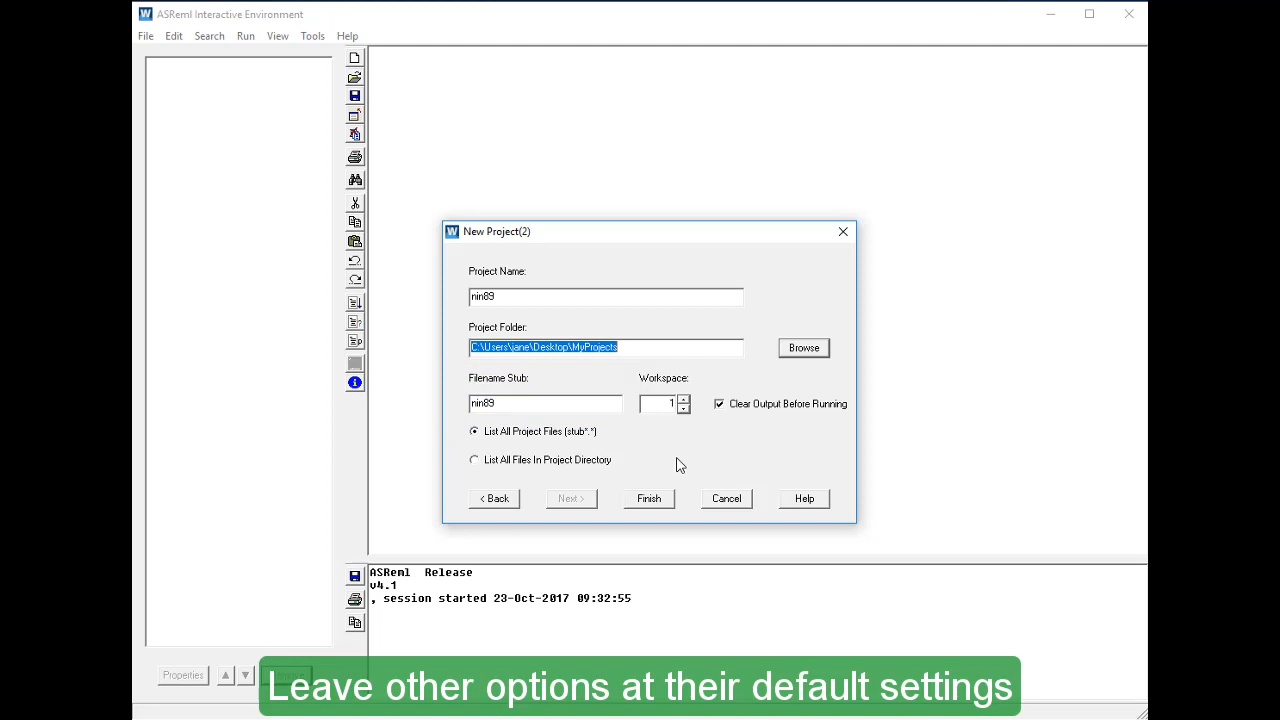 ASReml Interactive Environment
File Edit Search Run View Tools Help
New Project(2)
Project Name:
nin89
Project Folder:
C:\Users\jane\Desktop\MyProjects
Browse
Filename Stub:
Workspace:
nin89
1
Clear Output Before Running
List All Project Files (stub*.*)
List All Files In Project Directory
< Back
Next >
Finish
Cancel
Help
ASReml Release
v4.1
, session started 23-Oct-2017 09:32:55
Properties
Leave other options at their default settings